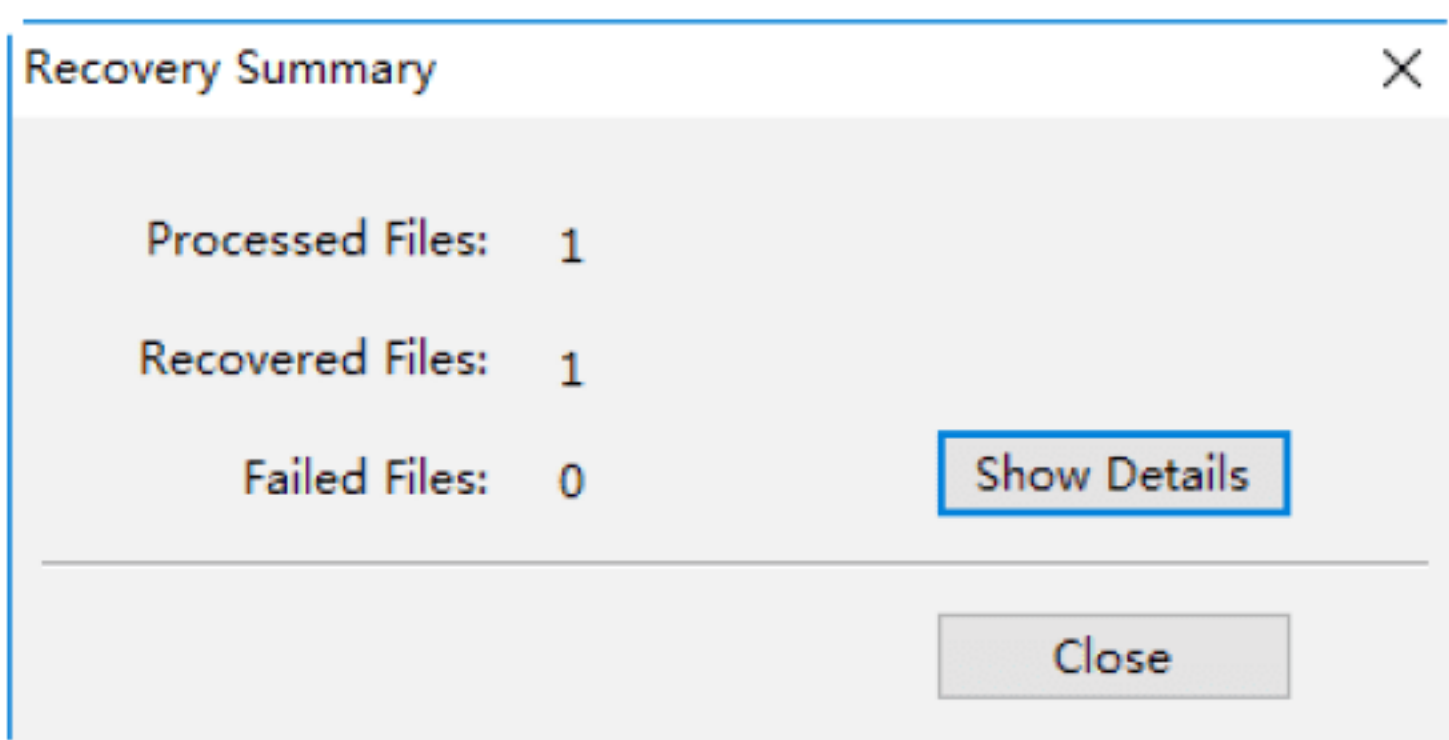 Recovery Summary
Processed Files: 1
Recovered Files: 1
Failed Files: 0
Show Details
Close